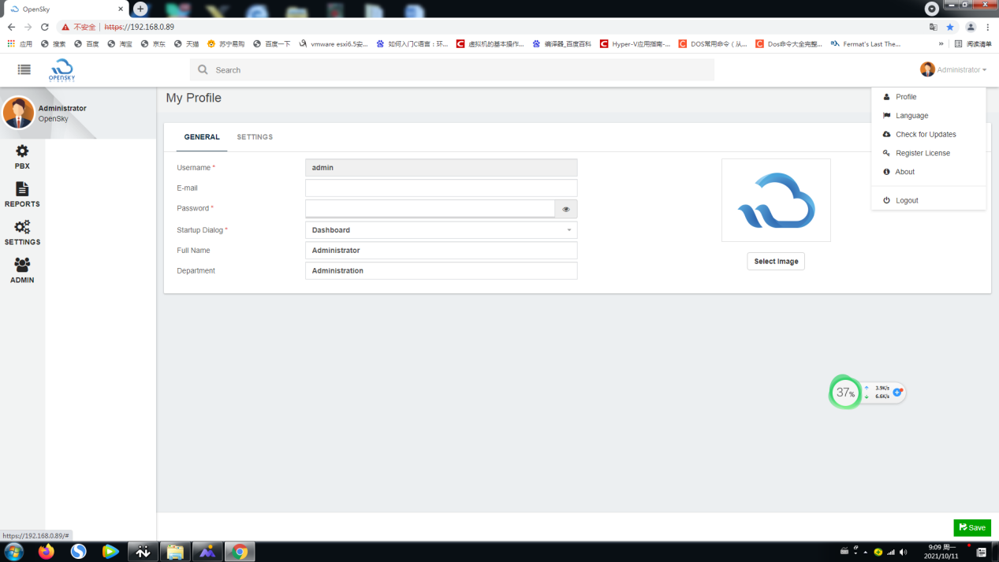 OpenSky
不安全 https://192.168.0.89
应用 搜索 百度 淘宝 京东 天猫 苏宁易购 百度一下 vmware esxi6.5安... 如何入门C语言：环... 虚拟机的基本操作... 编译器_百度百科 Hyper-V应用指南-... DOS常用命令（从... Dos命令大全完整... Fermat's Last The... » 阅读清单
OPENSKY
Search
Administrator
Administrator
OpenSky
PBX
REPORTS
SETTINGS
ADMIN
My Profile
GENERAL SETTINGS
Username * admin
E-mail
Password *
Startup Dialog * Dashboard
Full Name Administrator
Department Administration
Select Image
Profile
Language
Check for Updates
Register License
About
Logout
37%
3.9K/s
6.6K/s
Save
https://192.168.0.89/#
9:09 周一
2021/10/11